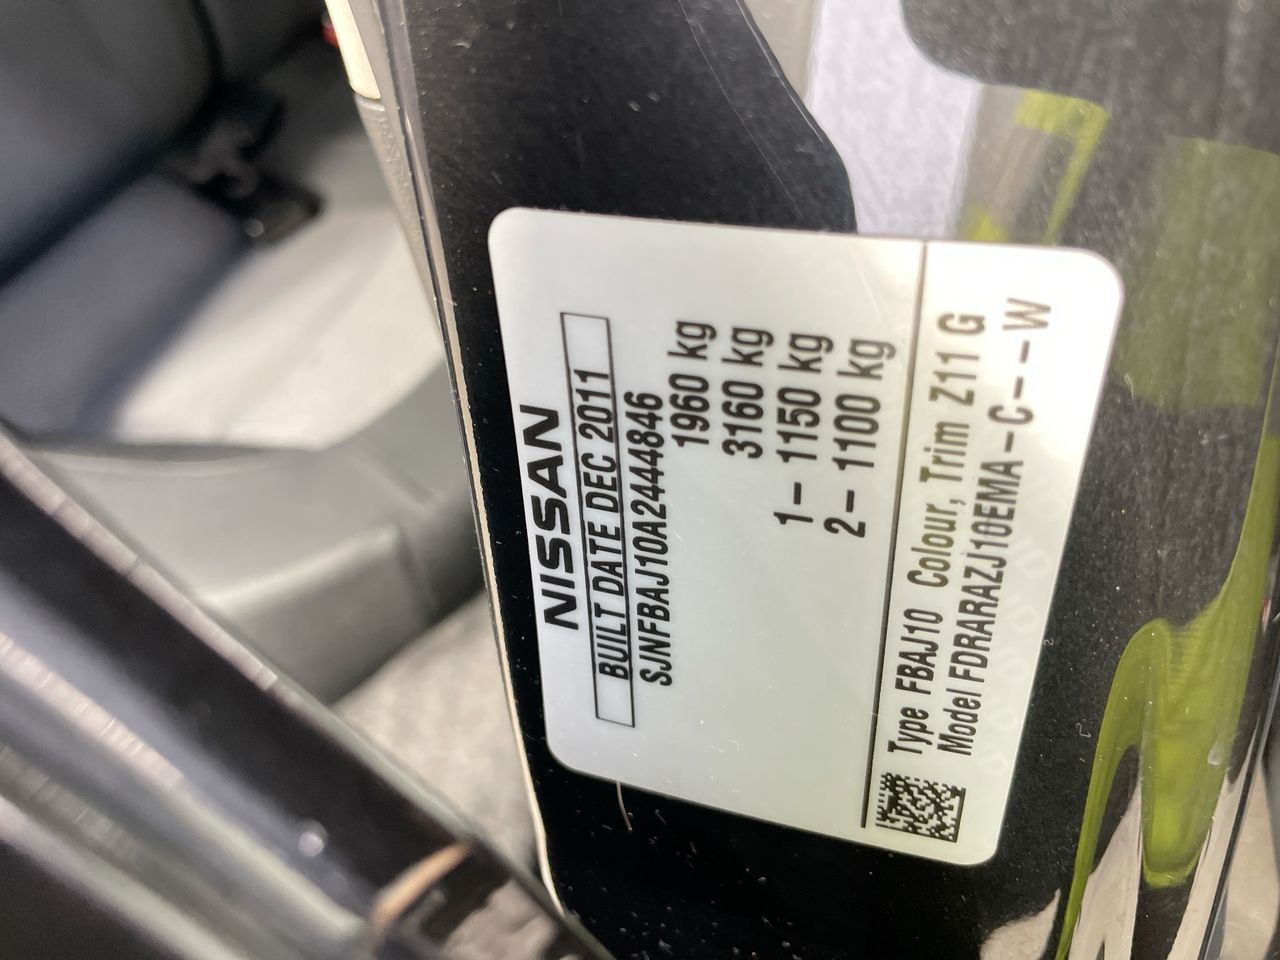 NISSAN
BUILT DATE DEC 2011
SJNFBAJ10A2444846
1960 kg
3160 kg
1– 1150 kg
2– 1100 kg
Type FBAJ10 Colour, Trim Z11 G
Model FDRARAZJ10EMA–C–––W